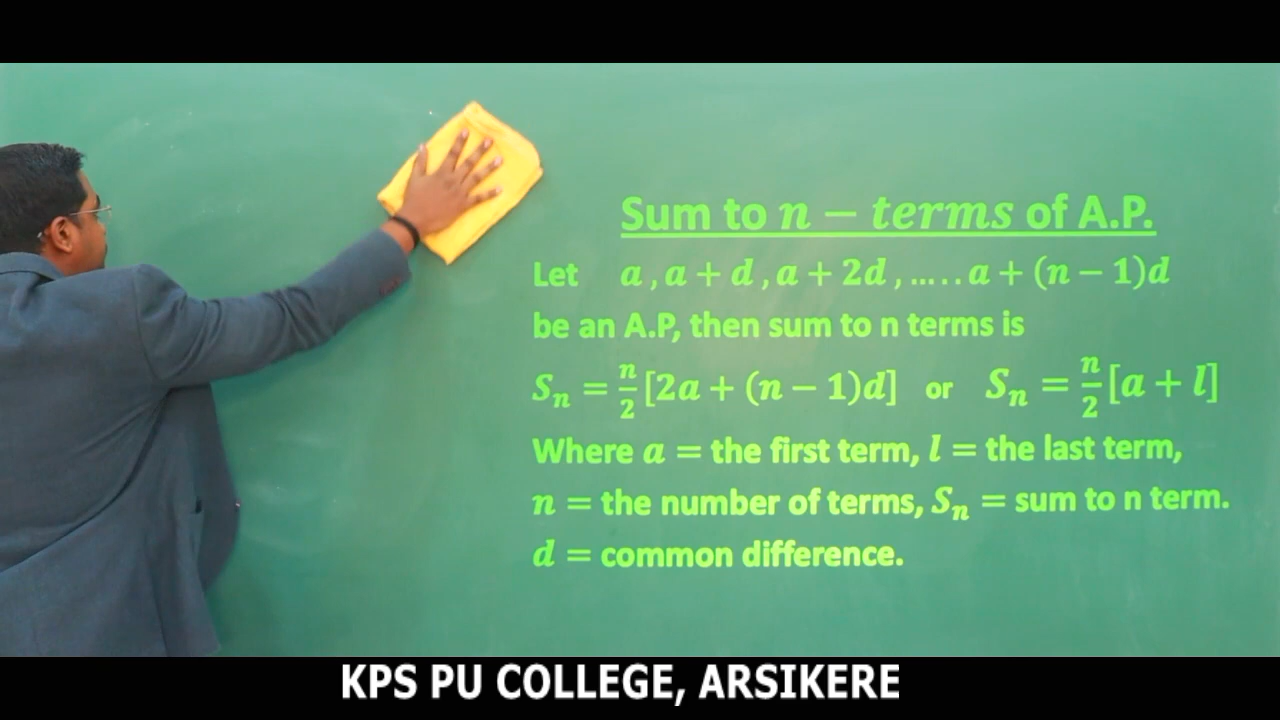 Sum to n − terms of A.P.
Let a , a + d , a + 2d , ..... a + (n − 1)d
be an A.P, then sum to n terms is
Sₙ = n/2 [2a + (n − 1)d] or Sₙ = n/2 [a + l]
Where a = the first term, l = the last term,
n = the number of terms, Sₙ = sum to n term.
d = common difference.
KPS PU COLLEGE, ARSIKERE